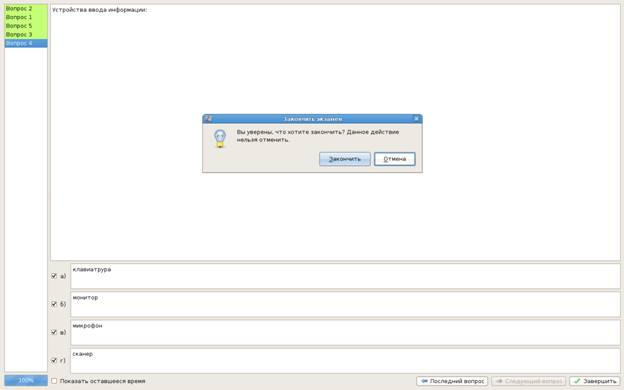 Вопрос 2
Вопрос 1
Вопрос 5
Вопрос 3
Вопрос 4
Устройства ввода информации:
Закончить экзамен
Вы уверены, что хотите закончить? Данное действие
нельзя отменить.
Закончить
Отмена
а)
клавиатрура
б)
монитор
в)
микрофон
г)
сканер
100%
Показать оставшееся время
Последний вопрос
Следующий вопрос
Завершить